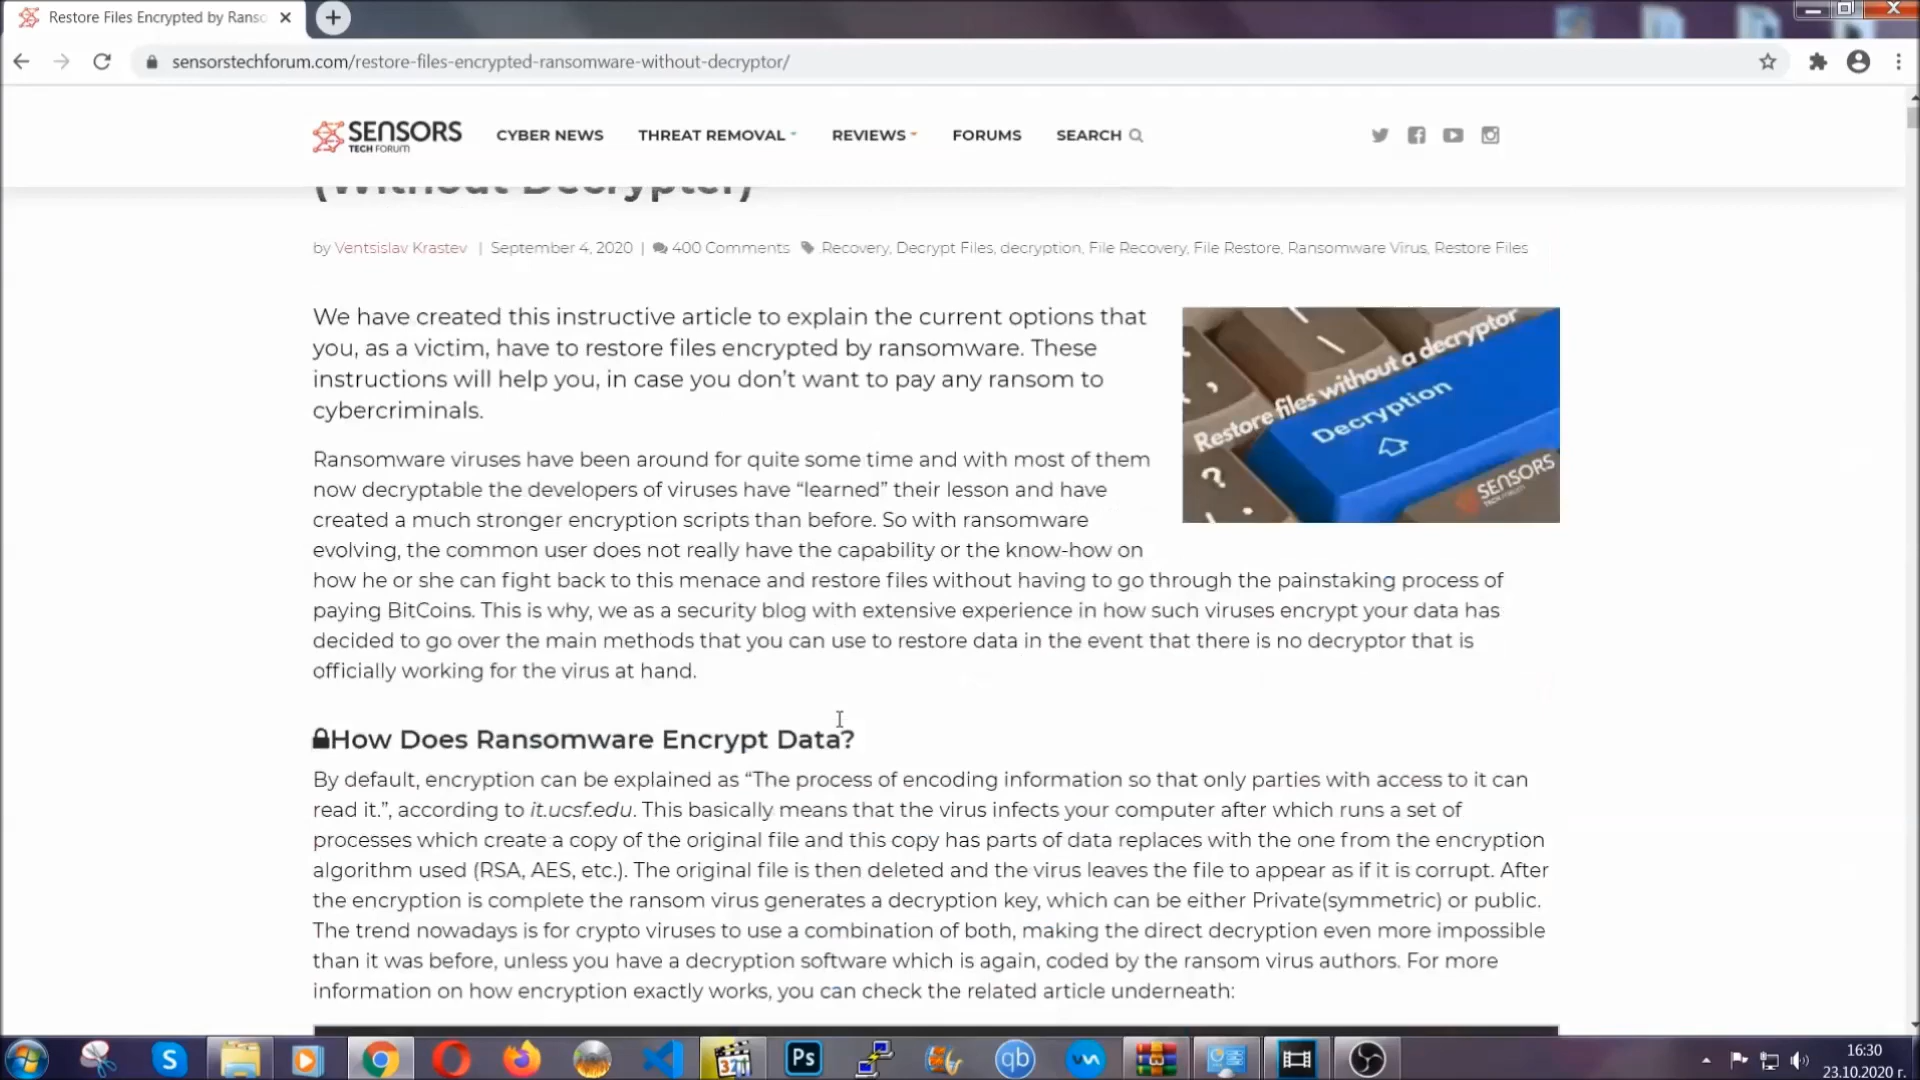 Restore Files Encrypted by Ranso
sensorstechforum.com/restore-files-encrypted-ransomware-without-decryptor/
SENSORS
TECH FORUM
CYBER NEWS
THREAT REMOVAL
REVIEWS
FORUMS
SEARCH
(Without Decrypter)
by Ventsislav Krastev | September 4, 2020 | 400 Comments Recovery, Decrypt Files, decryption, File Recovery, File Restore, Ransomware Virus, Restore Files
We have created this instructive article to explain the current options that
you, as a victim, have to restore files encrypted by ransomware. These
instructions will help you, in case you don’t want to pay any ransom to
cybercriminals.
Restore files without a decryptor
Decryption
SENSORS
Ransomware viruses have been around for quite some time and with most of them
now decryptable the developers of viruses have “learned” their lesson and have
created a much stronger encryption scripts than before. So with ransomware
evolving, the common user does not really have the capability or the know-how on
how he or she can fight back to this menace and restore files without having to go through the painstaking process of
paying BitCoins. This is why, we as a security blog with extensive experience in how such viruses encrypt your data has
decided to go over the main methods that you can use to restore data in the event that there is no decryptor that is
officially working for the virus at hand.
How Does Ransomware Encrypt Data?
By default, encryption can be explained as “The process of encoding information so that only parties with access to it can
read it.”, according to it.ucsf.edu. This basically means that the virus infects your computer after which runs a set of
processes which create a copy of the original file and this copy has parts of data replaces with the one from the encryption
algorithm used (RSA, AES, etc.). The original file is then deleted and the virus leaves the file to appear as if it is corrupt. After
the encryption is complete the ransom virus generates a decryption key, which can be either Private(symmetric) or public.
The trend nowadays is for crypto viruses to use a combination of both, making the direct decryption even more impossible
than it was before, unless you have a decryption software which is again, coded by the ransom virus authors. For more
information on how encryption exactly works, you can check the related article underneath:
S
321
Ps
qb
16:30
23.10.2020 г.